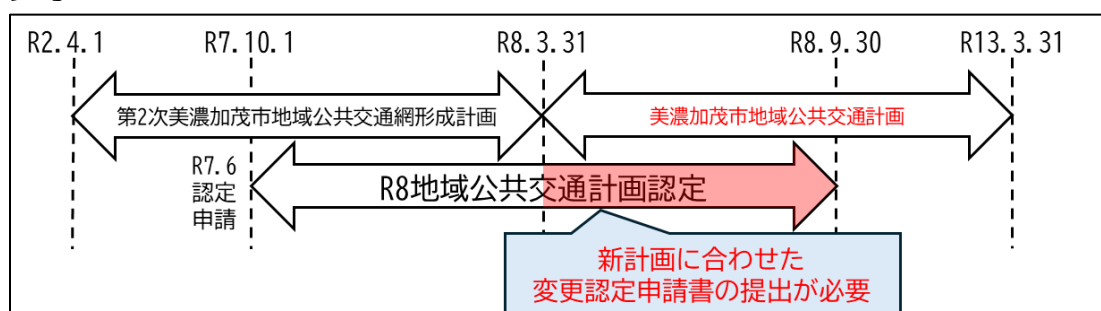 R2.4.1
R7.10.1
R8.3.31
R8.9.30
R13.3.31
第2次美濃加茂市地域公共交通網形成計画
美濃加茂市地域公共交通計画
R7.6
認定
申請
R8地域公共交通計画認定
新計画に合わせた
変更認定申請書の提出が必要